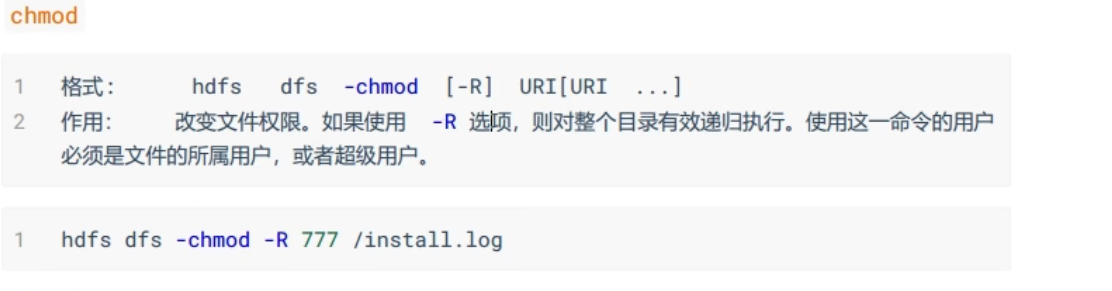 chmod
1 格式： hdfs dfs -chmod [-R] URI[URI ...]
2 作用： 改变文件权限。如果使用 -R 选项，则对整个目录有效递归执行。使用这一命令的用户
必须是文件的所属用户，或者超级用户。
1 hdfs dfs -chmod -R 777 /install.log